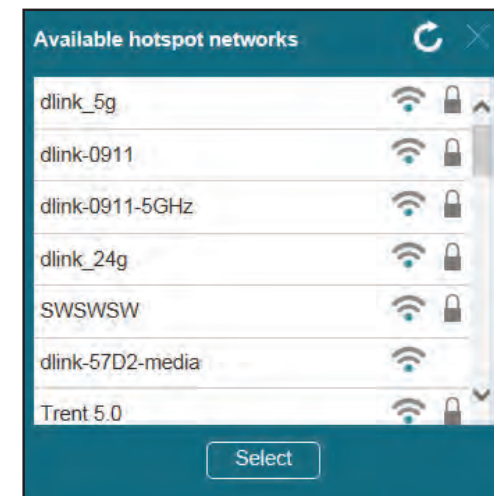 Available hotspot networks
dlink_5g
dlink-0911
dlink-0911-5GHz
dlink_24g
SWSWSW
dlink-57D2-media
Trent 5.0
Select